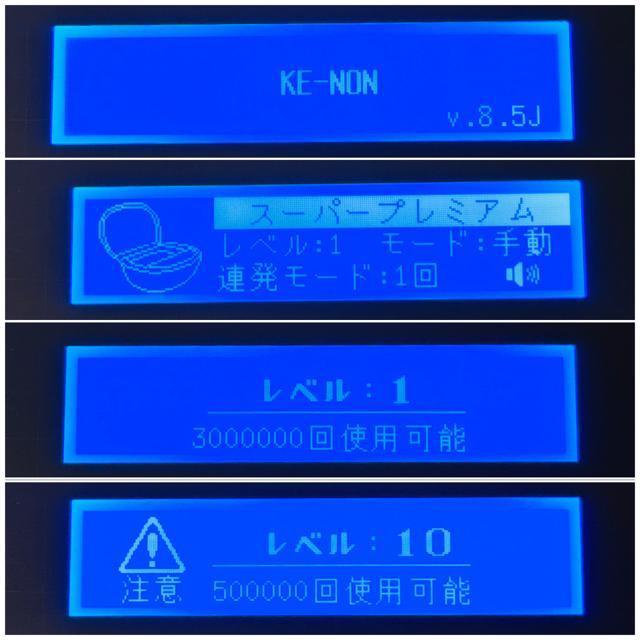 KE-NON
v.8.5J
スーパープレミアム
レベル:1 モード:手動
連発モード:1回
レベル:1
3000000回使用可能
レベル:10
注意 500000回使用可能